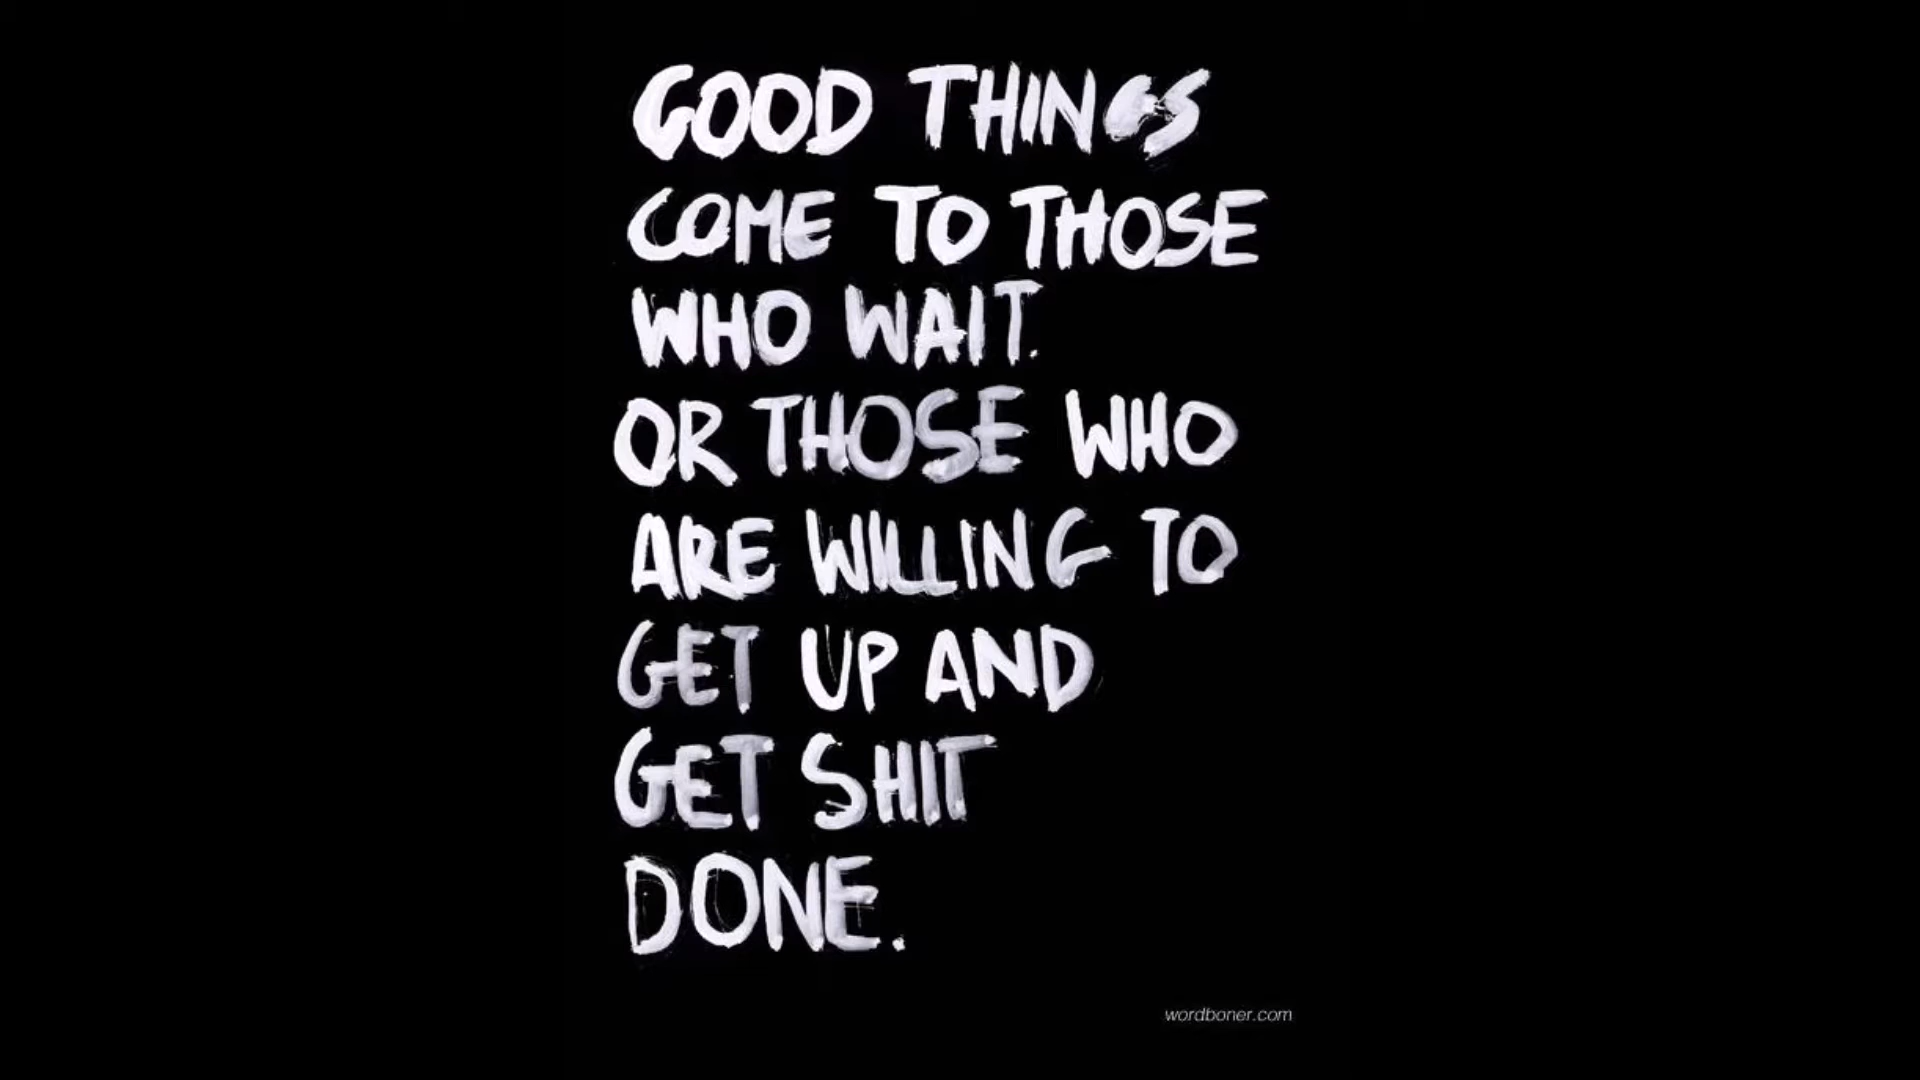 GOOD THINGS
COME TO THOSE
WHO WAIT.
OR THOSE WHO
ARE WILLING TO
GET UP AND
GET SHIT
DONE.
wordboner.com